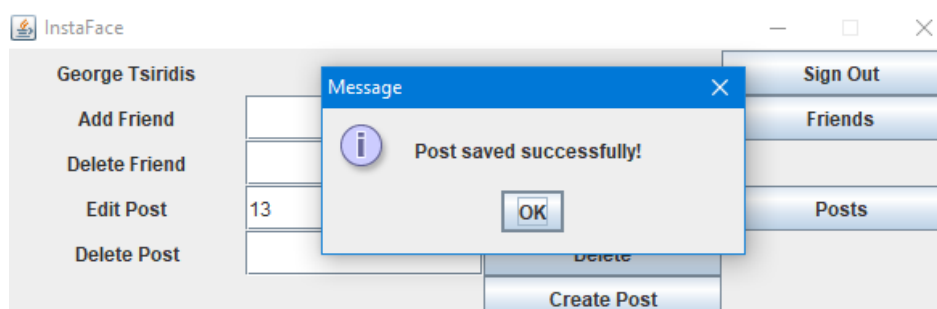 InstaFace
George Tsiridis
Sign Out
Message
Add Friend
Friends
Post saved successfully!
Delete Friend
Edit Post
13
OK
Posts
Delete Post
Delete
Create Post